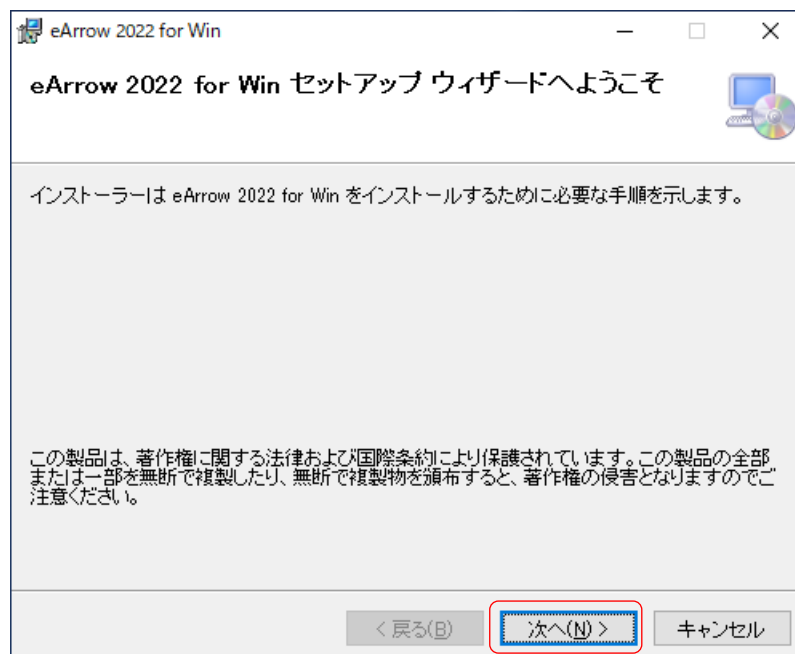 eArrow 2022 for Win
eArrow 2022 for Win セットアップ ウィザードへようこそ
インストーラーは eArrow 2022 for Win をインストールするために必要な手順を示します。
この製品は、著作権に関する法律および国際条約により保護されています。この製品の全部
または一部を無断で複製したり、無断で複製物を頒布すると、著作権の侵害となりますのでご
注意ください。
< 戻る(B) 次へ(N) > キャンセル